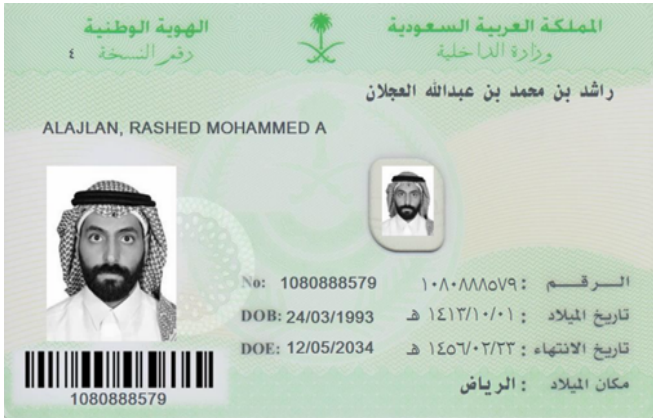 المملكة العربية السعودية
وزارة الداخلية
الهوية الوطنية
رقم النسخة ٤
راشد بن محمد بن عبدالله العجلان
ALAJLAN, RASHED MOHAMMED A
No: 1080888579 الرقم : ١٠٨٠٨٨٨٥٧٩
DOB: 24/03/1993 تاريخ الميلاد : ١٤١٣/١٠/٠١ هـ
DOE: 12/05/2034 تاريخ الانتهاء : ١٤٥٦/٠٢/٢٣ هـ
مكان الميلاد : الرياض
1080888579